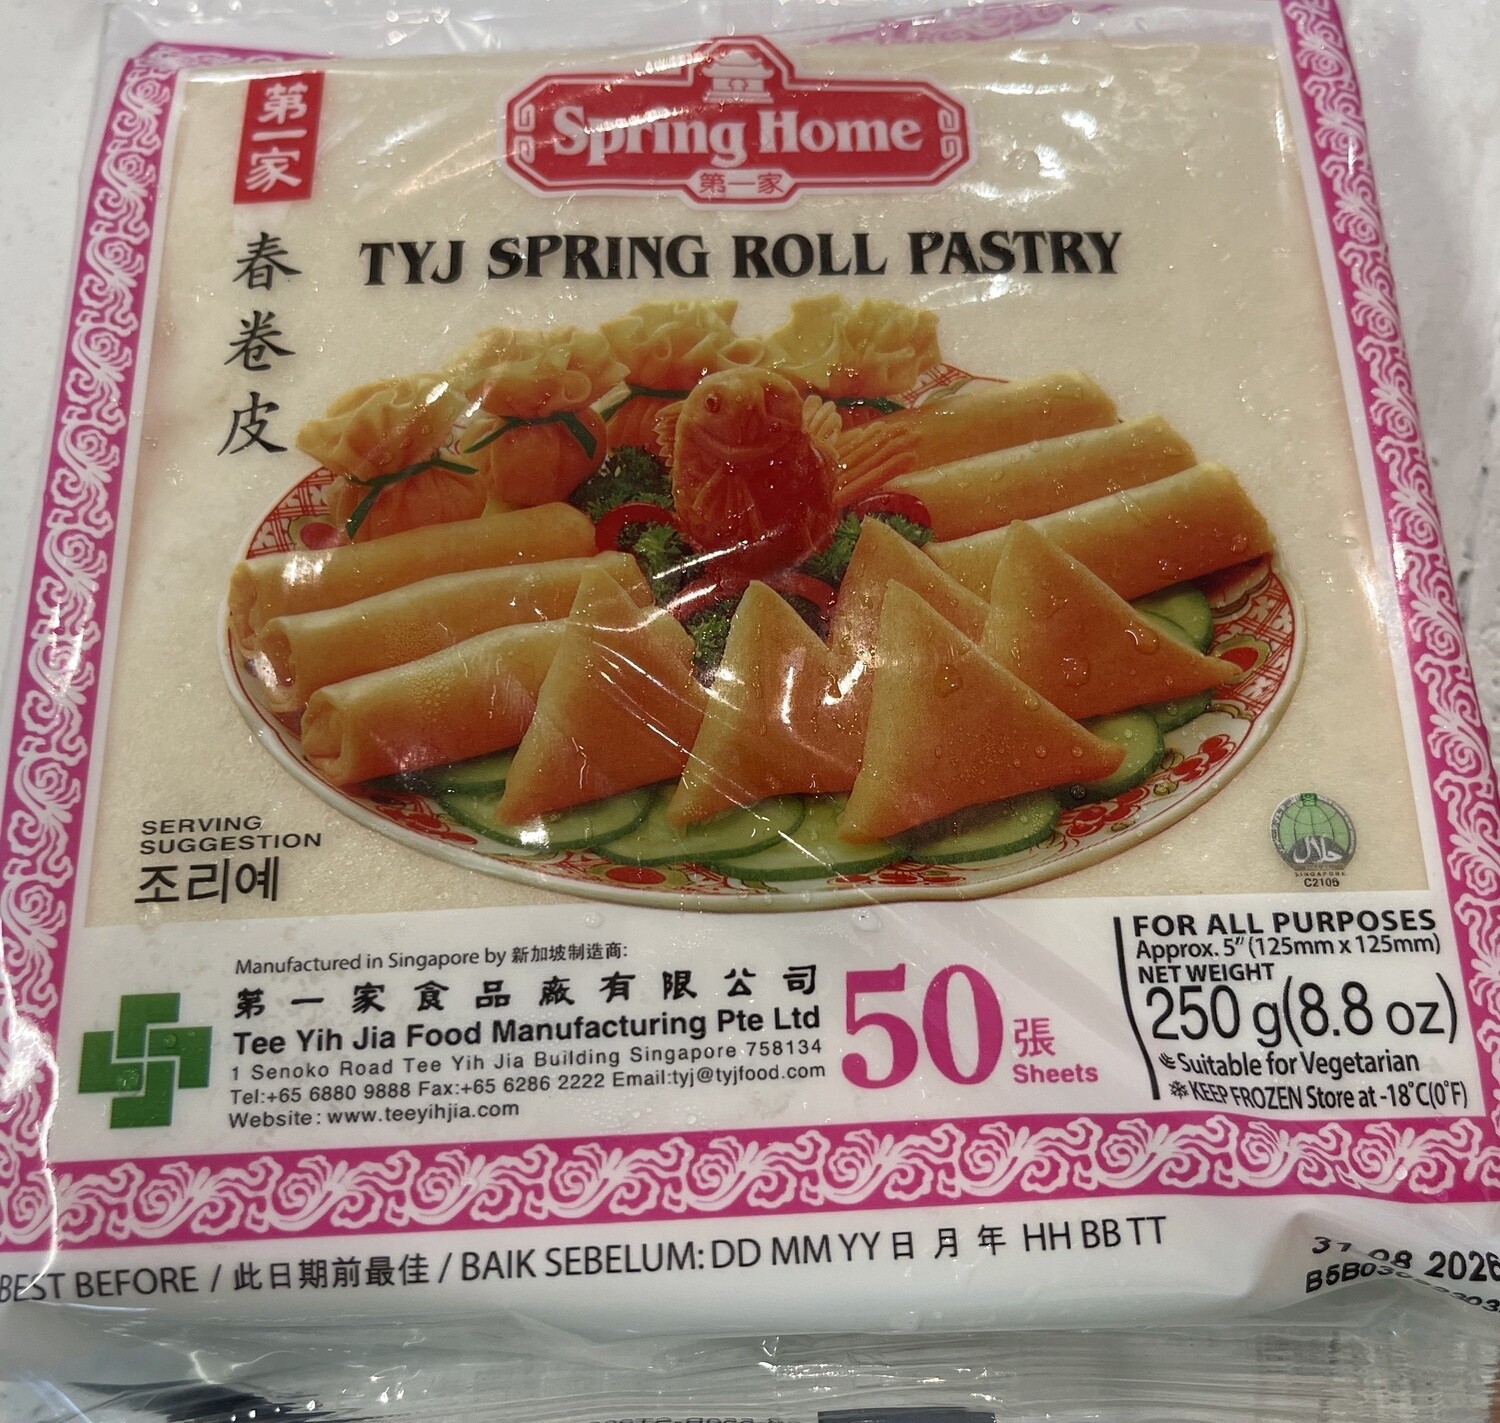 第一家
Spring Home
第一家
春卷皮
TYJ SPRING ROLL PASTRY
SERVING
SUGGESTION
조리예
حلال
SINGAPORE
C2105
Manufactured in Singapore by 新加坡制造商:
第一家食品廠有限公司
Tee Yih Jia Food Manufacturing Pte Ltd
1 Senoko Road Tee Yih Jia Building Singapore 758134
Tel:+65 6880 9888 Fax:+65 6286 2222 Email:tyj@tyjfood.com
Website: www.teeyihjia.com
50 張
Sheets
FOR ALL PURPOSES
Approx. 5" (125mm x 125mm)
NET WEIGHT
250 g(8.8 oz)
Suitable for Vegetarian
KEEP FROZEN Store at -18°C(0°F)
BEST BEFORE / 此日期前最佳 / BAIK SEBELUM: DD MM YY 日 月 年 HH BB TT
31 08 2026